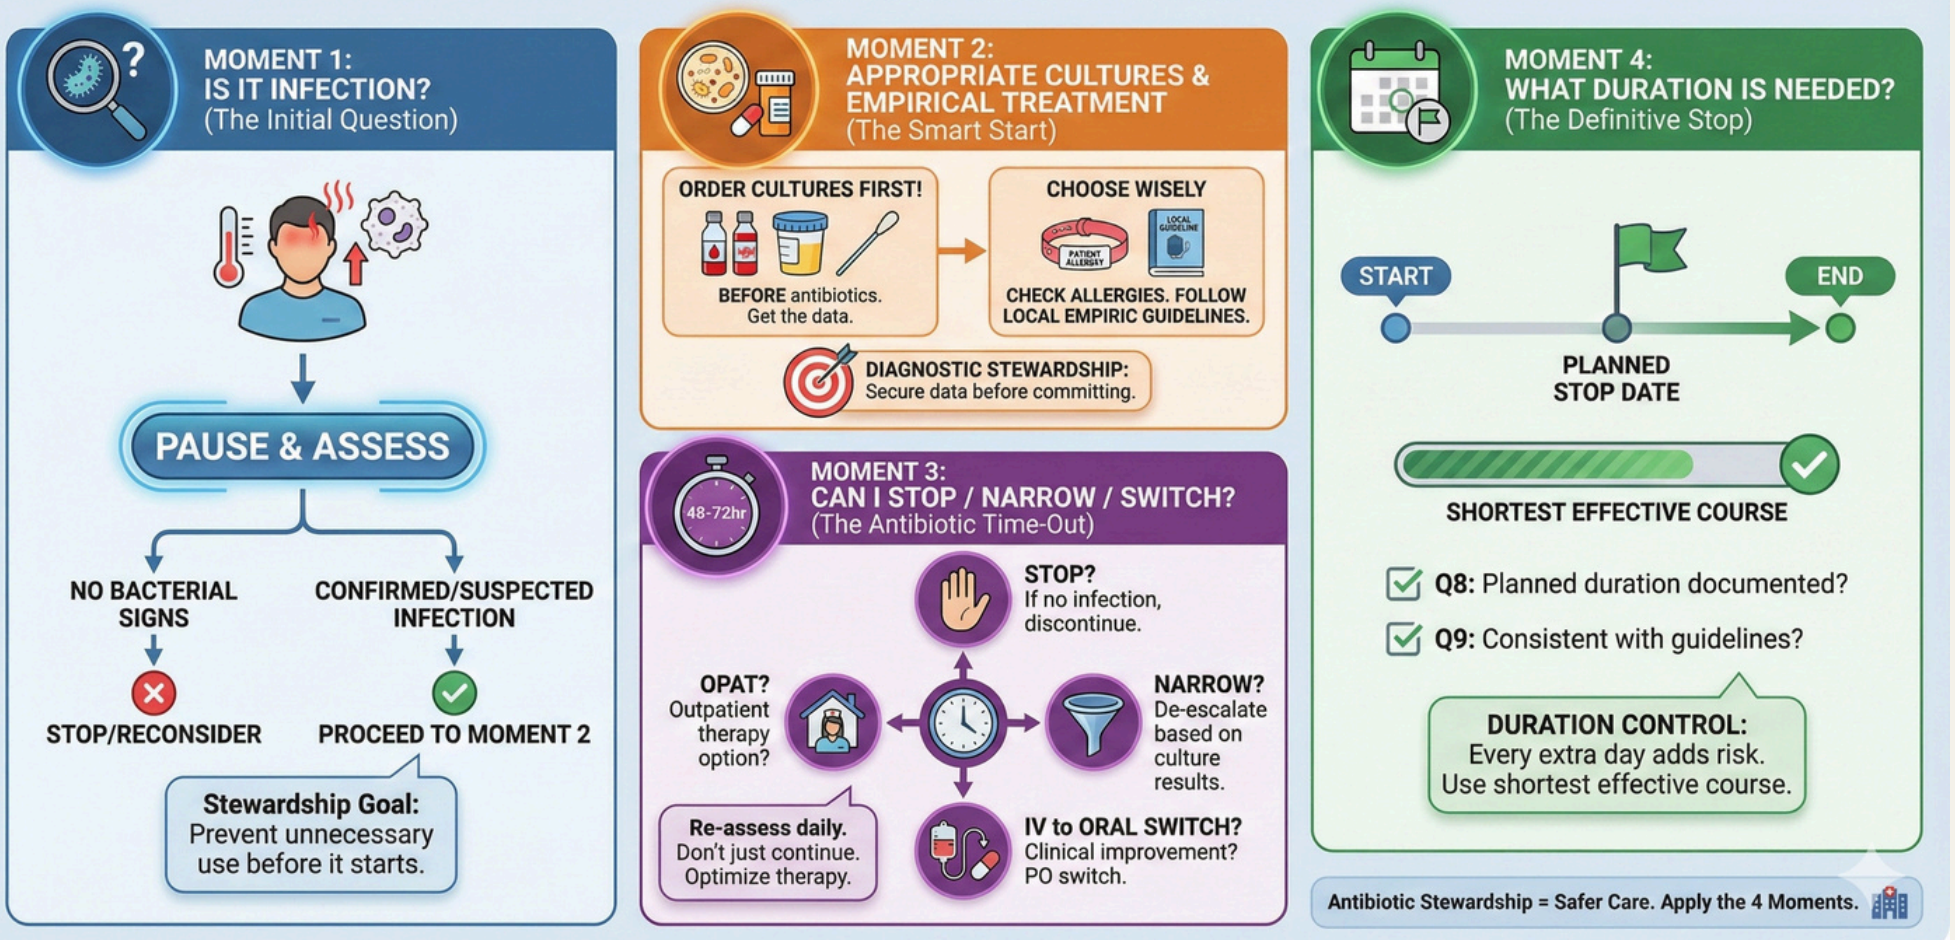 MOMENT 1:
IS IT INFECTION?
(The Initial Question)
?
PAUSE & ASSESS
NO BACTERIAL
SIGNS
STOP/RECONSIDER
CONFIRMED/SUSPECTED
INFECTION
PROCEED TO MOMENT 2
Stewardship Goal:
Prevent unnecessary
use before it starts.
MOMENT 2:
APPROPRIATE CULTURES &
EMPIRICAL TREATMENT
(The Smart Start)
ORDER CULTURES FIRST!
BEFORE antibiotics.
Get the data.
CHOOSE WISELY
PATIENT
ALLERGY
LOCAL
GUIDELINE
CHECK ALLERGIES. FOLLOW
LOCAL EMPIRIC GUIDELINES.
DIAGNOSTIC STEWARDSHIP:
Secure data before committing.
MOMENT 3:
CAN I STOP / NARROW / SWITCH?
(The Antibiotic Time-Out)
48-72hr
STOP?
If no infection,
discontinue.
OPAT?
Outpatient
therapy
option?
NARROW?
De-escalate
based on
culture
results.
IV to ORAL SWITCH?
Clinical improvement?
PO switch.
Re-assess daily.
Don't just continue.
Optimize therapy.
MOMENT 4:
WHAT DURATION IS NEEDED?
(The Definitive Stop)
START
END
PLANNED
STOP DATE
SHORTEST EFFECTIVE COURSE
Q8: Planned duration documented?
Q9: Consistent with guidelines?
DURATION CONTROL:
Every extra day adds risk.
Use shortest effective course.
Antibiotic Stewardship = Safer Care. Apply the 4 Moments.